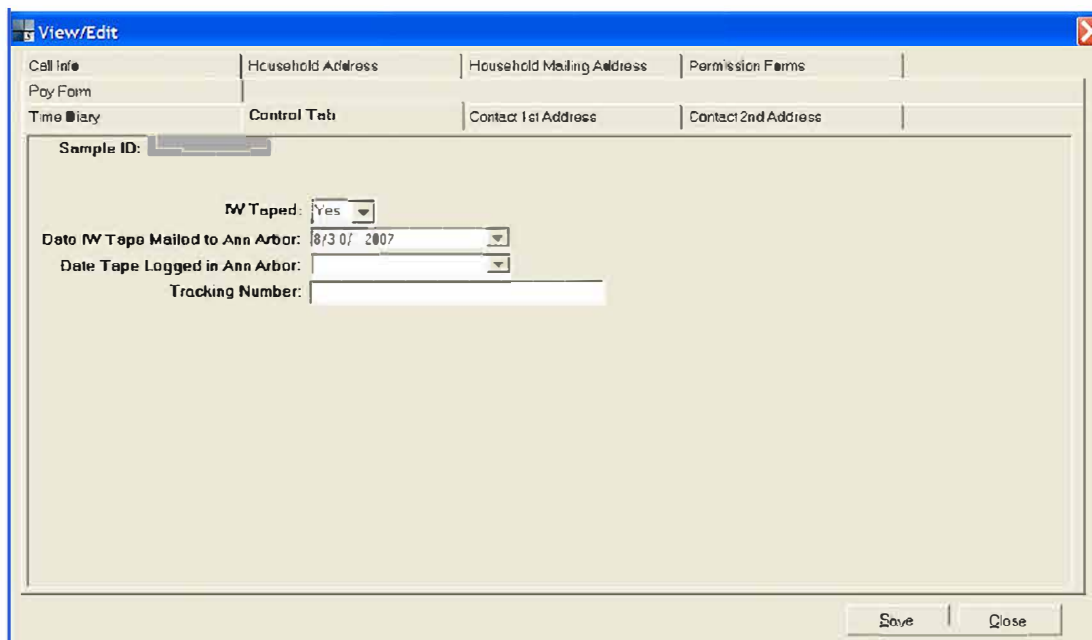 View/Edit
Call Info Household Address Household Mailing Address Permission Forms
Pay Form
Time Diary Control Tab Contact 1st Address Contact 2nd Address
Sample ID:
IW Taped: Yes
Date IW Tape Mailed to Ann Arbor: 8/30/ 2007
Date Tape Logged in Ann Arbor:
Tracking Number:
Save Close